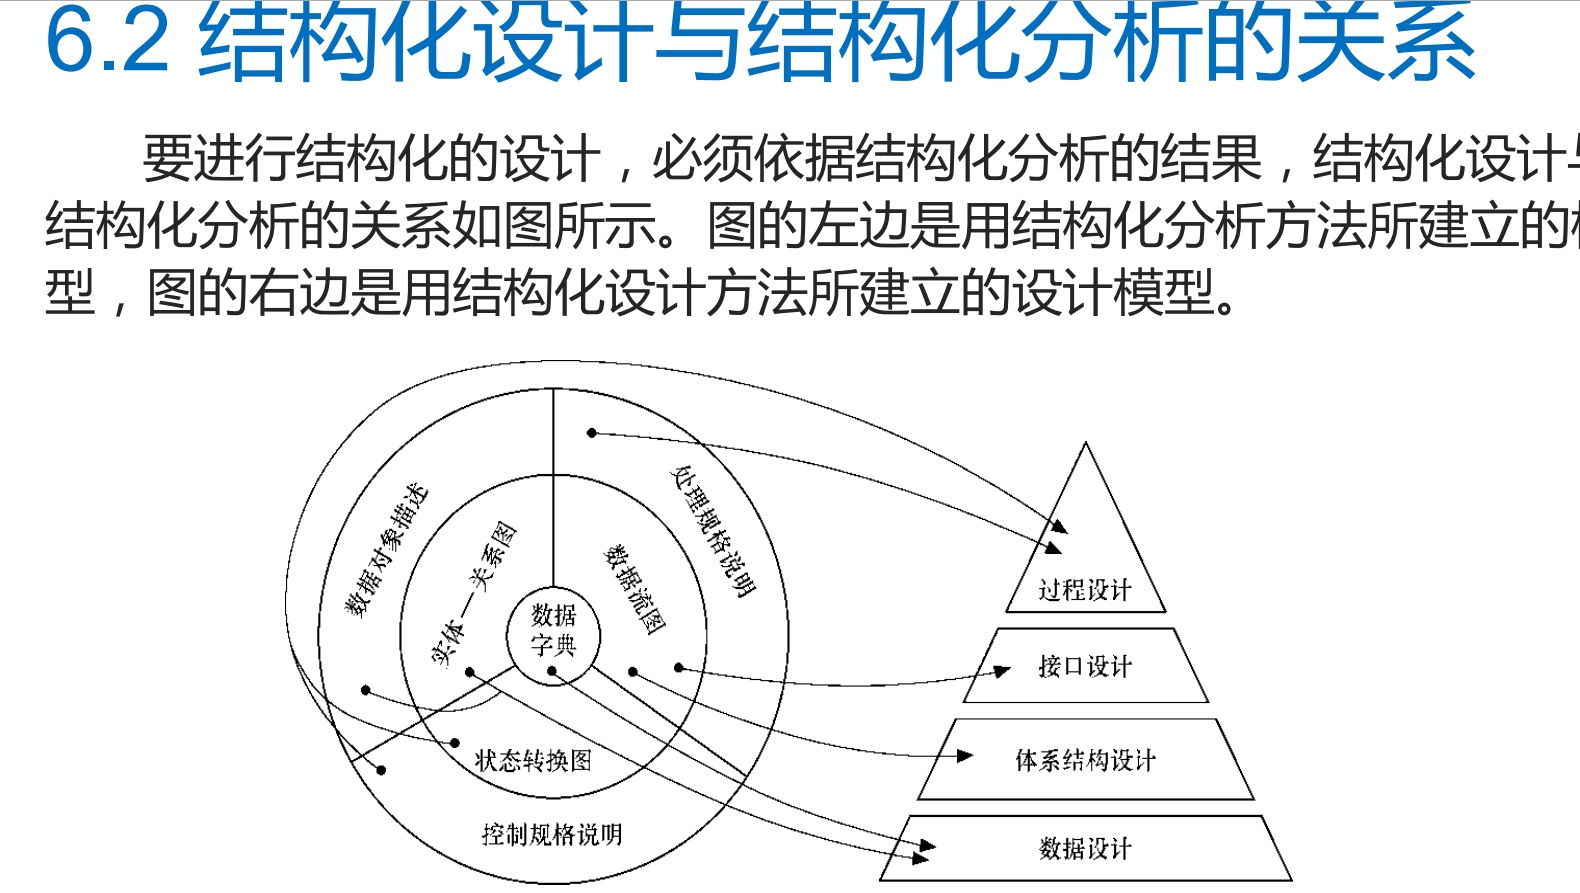 6.2 结构化设计与结构化分析的关系
要进行结构化的设计，必须依据结构化分析的结果，结构化设计与
结构化分析的关系如图所示。图的左边是用结构化分析方法所建立的模
型，图的右边是用结构化设计方法所建立的设计模型。
数据对象描述
实体—关系图
数据
字典
数据流图
处理规格说明
状态转换图
控制规格说明
过程设计
接口设计
体系结构设计
数据设计